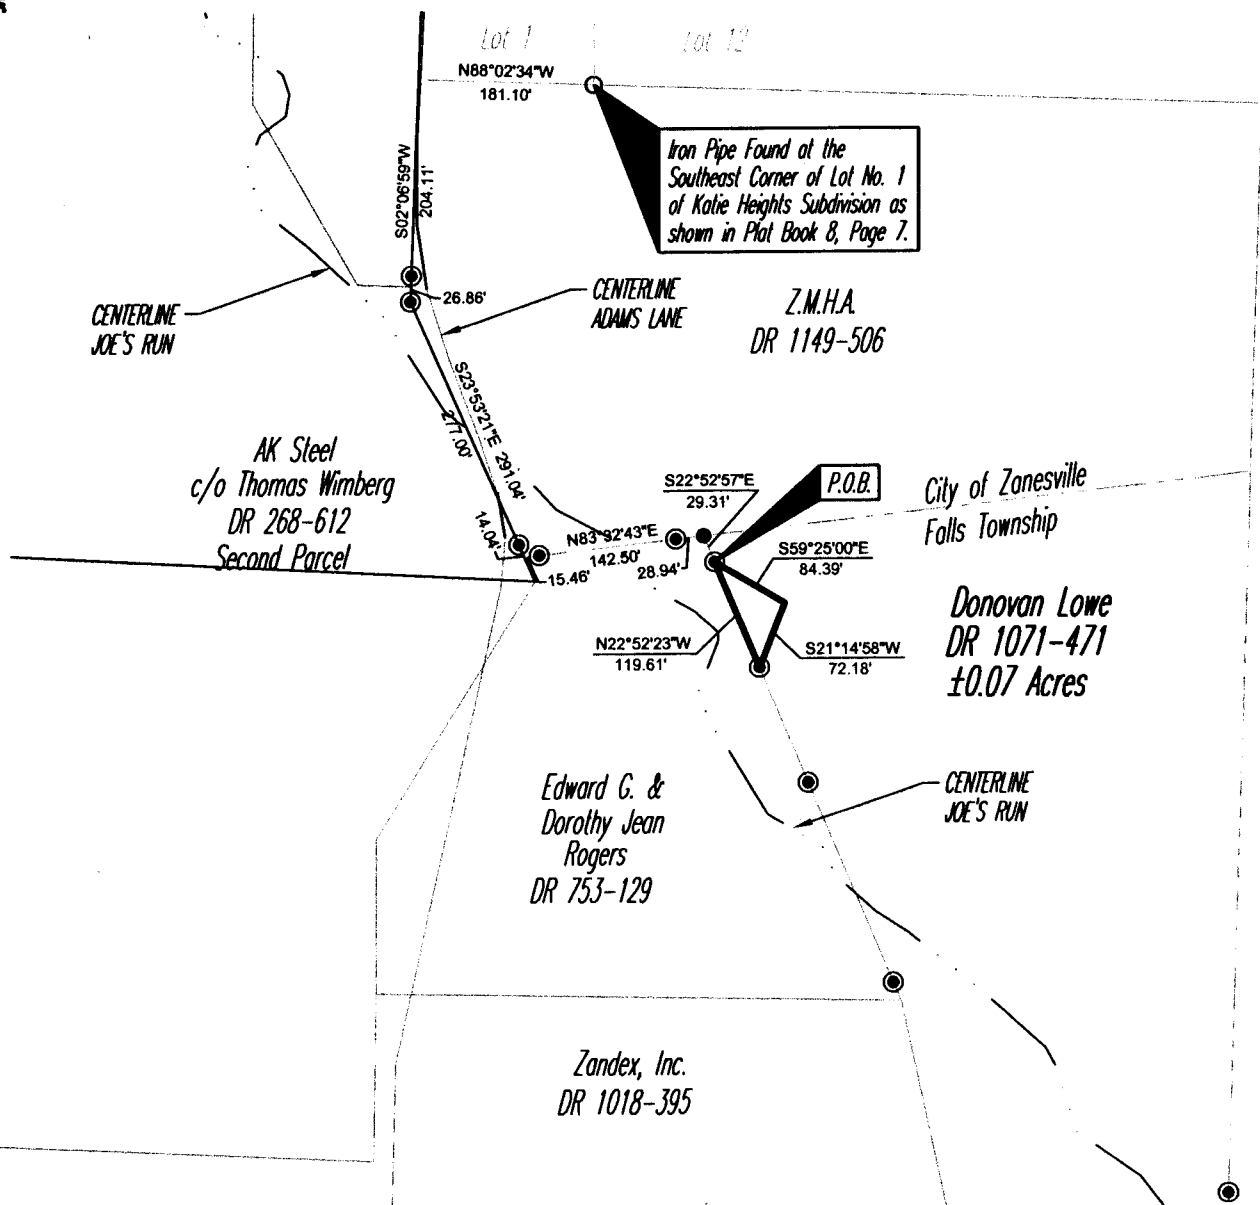 Lot 1
Lot 12
N88°02'34"W
181.10'
Iron Pipe Found at the
Southeast Corner of Lot No. 1
of Katie Heights Subdivision as
shown in Plat Book 8, Page 7.
S02°06'59"W
204.11'
CENTERLINE
JOE'S RUN
26.86'
CENTERLINE
ADAMS LANE
Z.M.H.A.
DR 1149-506
S23°53'21"E 291.04'
277.00'
AK Steel
c/o Thomas Wimberg
DR 268-612
Second Parcel
S22°52'57"E
29.31'
P.O.B.
City of Zanesville
Falls Township
14.04'
N83°32'43"E
142.50'
15.46'
28.94'
S59°25'00"E
84.39'
Donovan Lowe
DR 1071-471
±0.07 Acres
N22°52'23"W
119.61'
S21°14'58"W
72.18'
Edward G. &
Dorothy Jean
Rogers
DR 753-129
CENTERLINE
JOE'S RUN
Zandex, Inc.
DR 1018-395